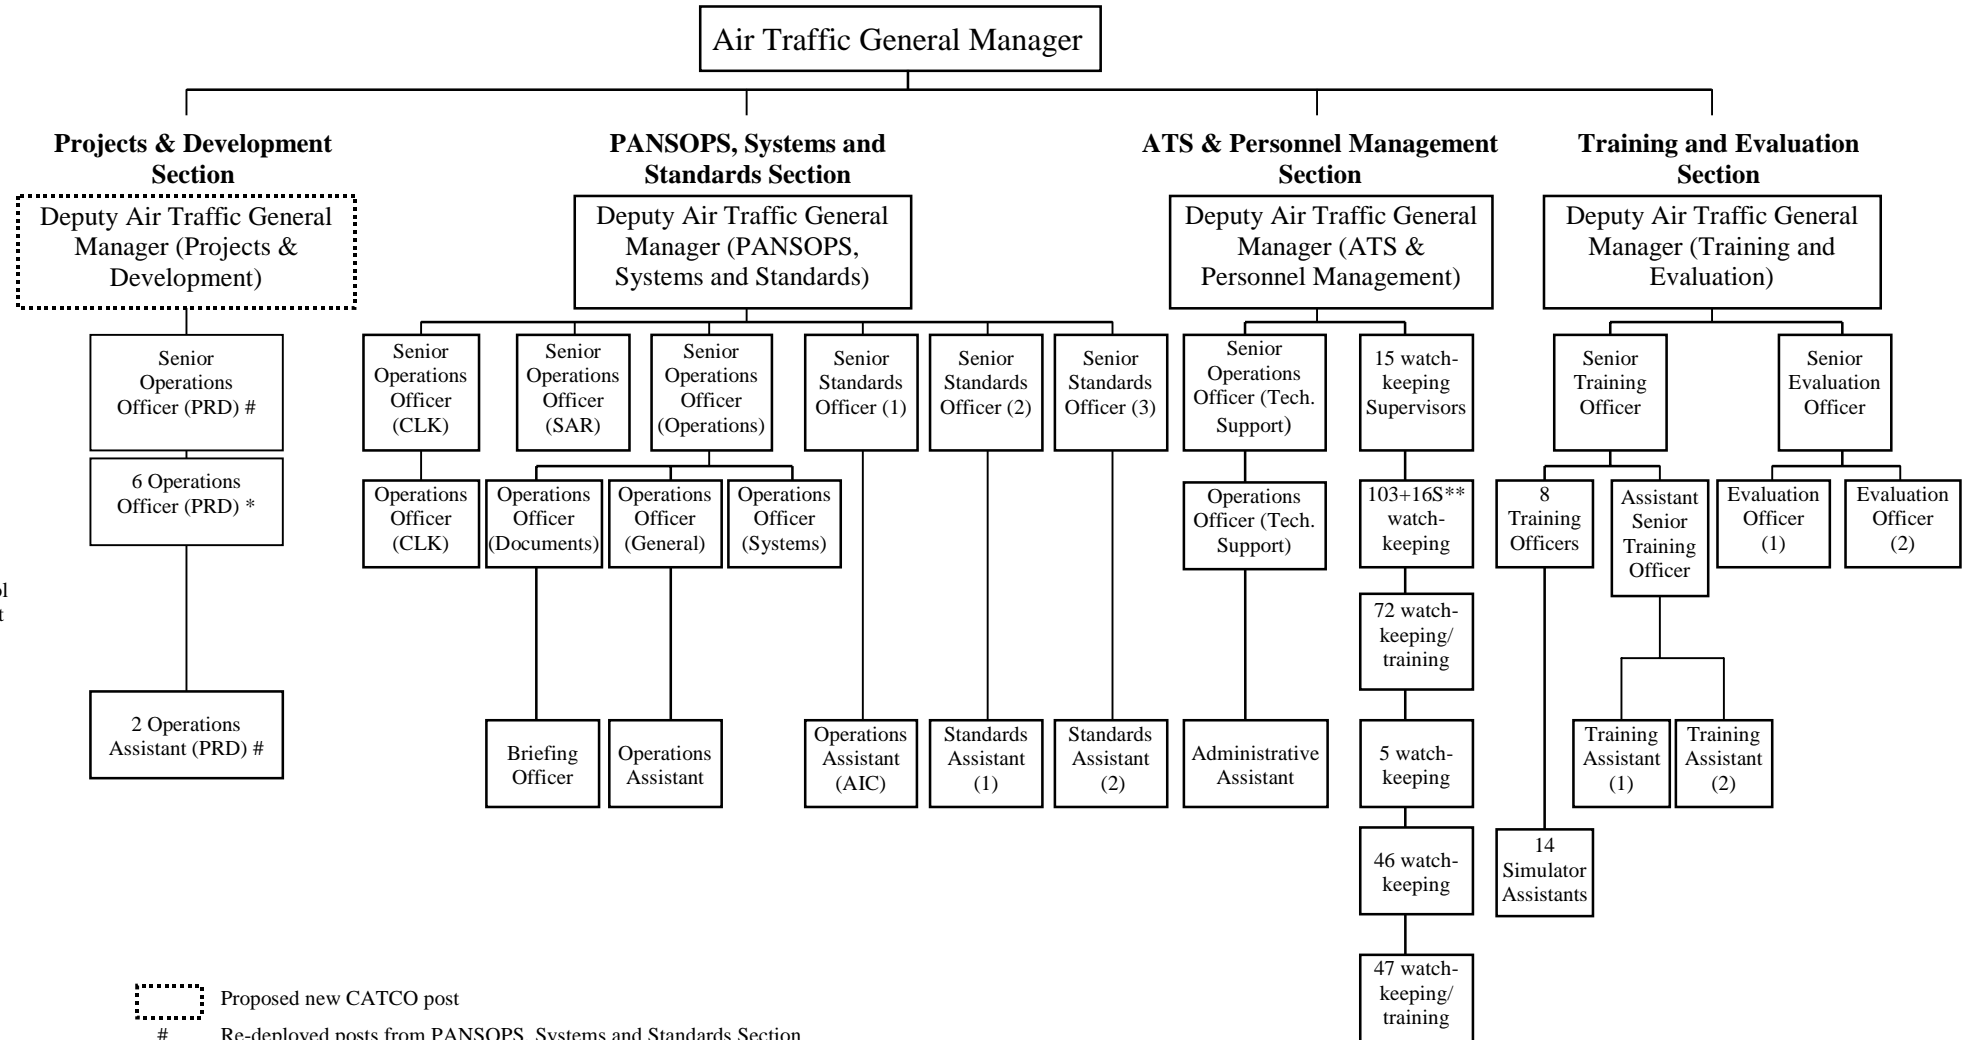 Air Traffic General Manager
Projects & Development
Section
Deputy Air Traffic General
Manager (Projects &
Development)
Senior
Operations
Officer (PRD) #
6 Operations
Officer (PRD) *
2 Operations
Assistant (PRD) #
PANSOPS, Systems and
Standards Section
Deputy Air Traffic General
Manager (PANSOPS,
Systems and Standards)
Senior
Operations
Officer
(CLK)
Operations
Officer
(CLK)
Senior
Operations
Officer
(SAR)
Senior
Operations
Officer
(Operations)
Operations
Officer
(Documents)
Briefing
Officer
Operations
Officer
(General)
Operations
Assistant
Operations
Officer
(Systems)
Senior
Standards
Officer (1)
Operations
Assistant
(AIC)
Senior
Standards
Officer (2)
Standards
Assistant
(1)
Senior
Standards
Officer (3)
Standards
Assistant
(2)
ATS & Personnel Management
Section
Deputy Air Traffic General
Manager (ATS &
Personnel Management)
Senior
Operations
Officer (Tech.
Support)
Operations
Officer (Tech.
Support)
Administrative
Assistant
15 watch-
keeping
Supervisors
103+16S**
watch-
keeping
72 watch-
keeping/
training
5 watch-
keeping
46 watch-
keeping
47 watch-
keeping/
training
Training and Evaluation
Section
Deputy Air Traffic General
Manager (Training and
Evaluation)
Senior
Training
Officer
8
Training
Officers
14
Simulator
Assistants
Assistant
Senior
Training
Officer
Training
Assistant
(1)
Training
Assistant
(2)
Senior
Evaluation
Officer
Evaluation
Officer
(1)
Evaluation
Officer
(2)
Proposed new CATCO post
# Re-deployed posts from PANSOPS, Systems and Standards Section